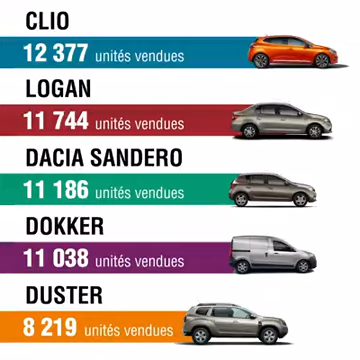 CLIO
12 377 unités vendues
LOGAN
11 744 unités vendues
DACIA SANDERO
11 186 unités vendues
DOKKER
11 038 unités vendues
DUSTER
8 219 unités vendues